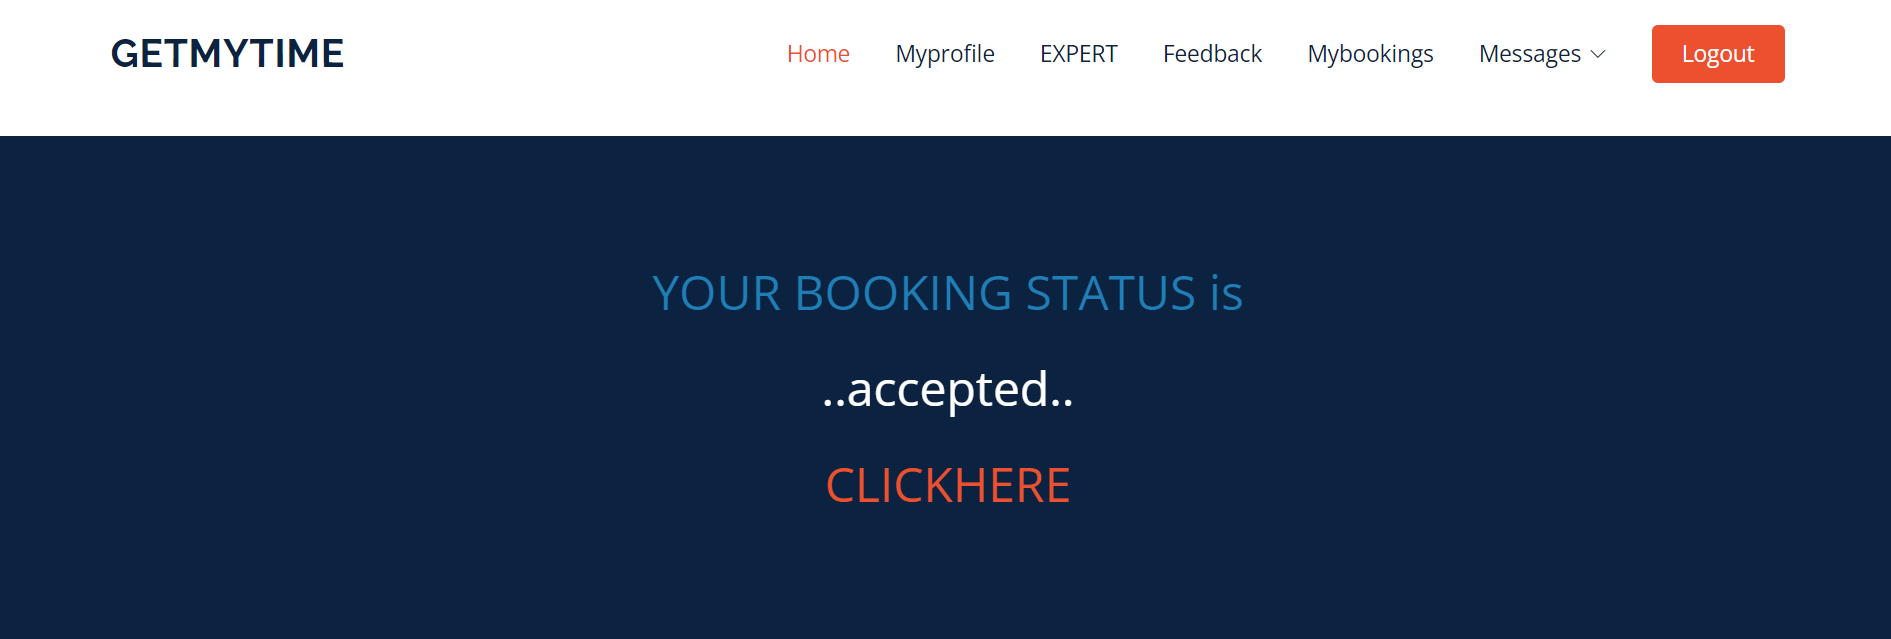 GETMYTIME Home Myprofile EXPERT Feedback Mybookings Messages Logout
YOUR BOOKING STATUS is
..accepted..
CLICKHERE